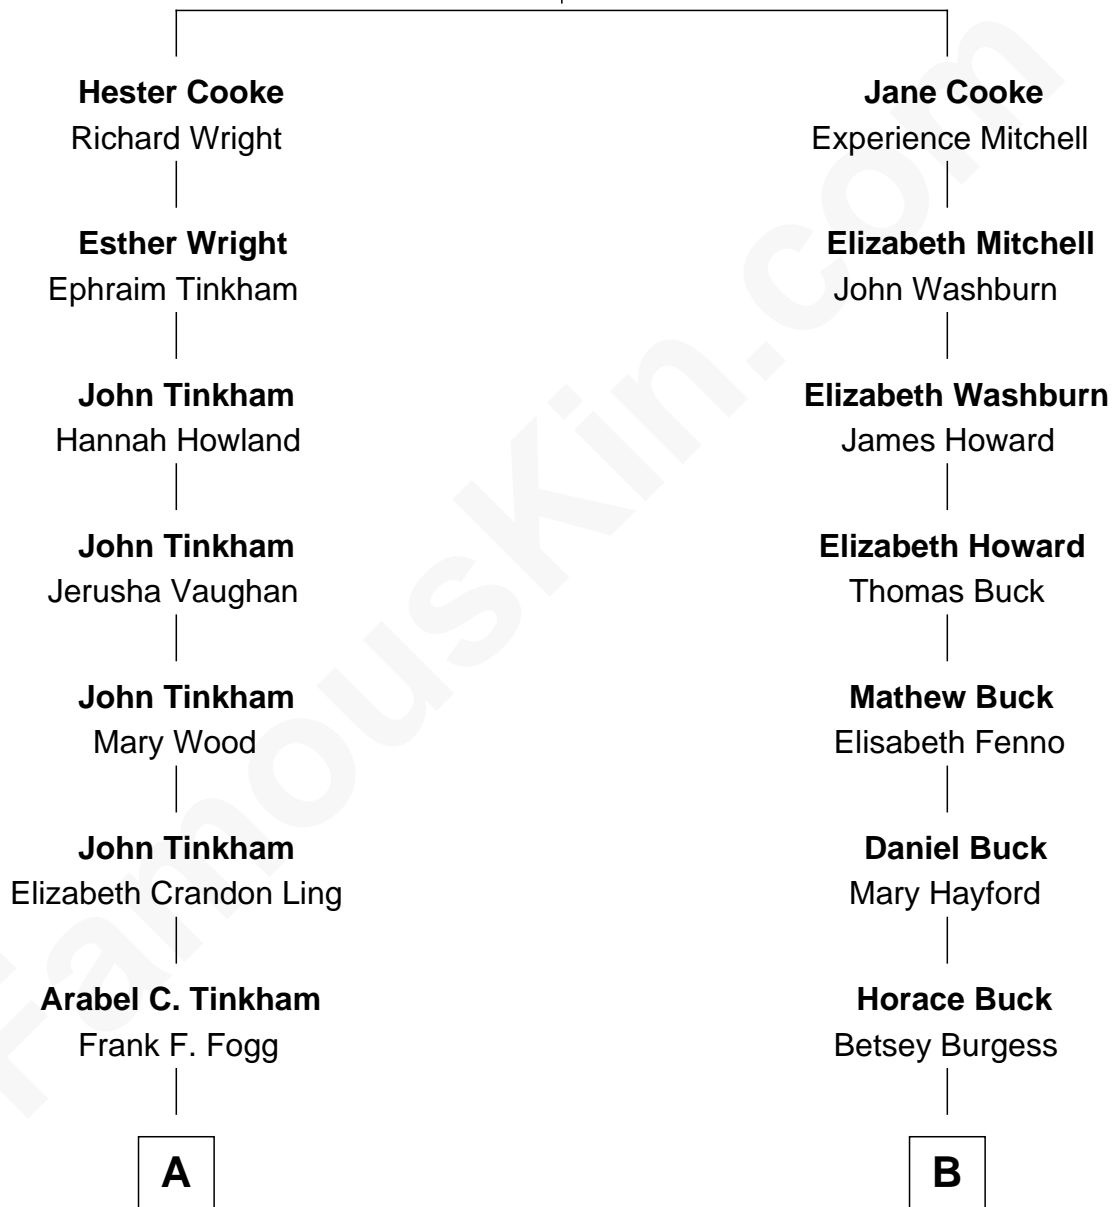 Hester Cooke
Richard Wright
Esther Wright
Ephraim Tinkham
John Tinkham
Hannah Howland
John Tinkham
Jerusha Vaughan
John Tinkham
Mary Wood
John Tinkham
Elizabeth Crandon Ling
Arabel C. Tinkham
Frank F. Fogg
A
Jane Cooke
Experience Mitchell
Elizabeth Mitchell
John Washburn
Elizabeth Washburn
James Howard
Elizabeth Howard
Thomas Buck
Mathew Buck
Elisabeth Fenno
Daniel Buck
Mary Hayford
Horace Buck
Betsey Burgess
B
FamousKin.com